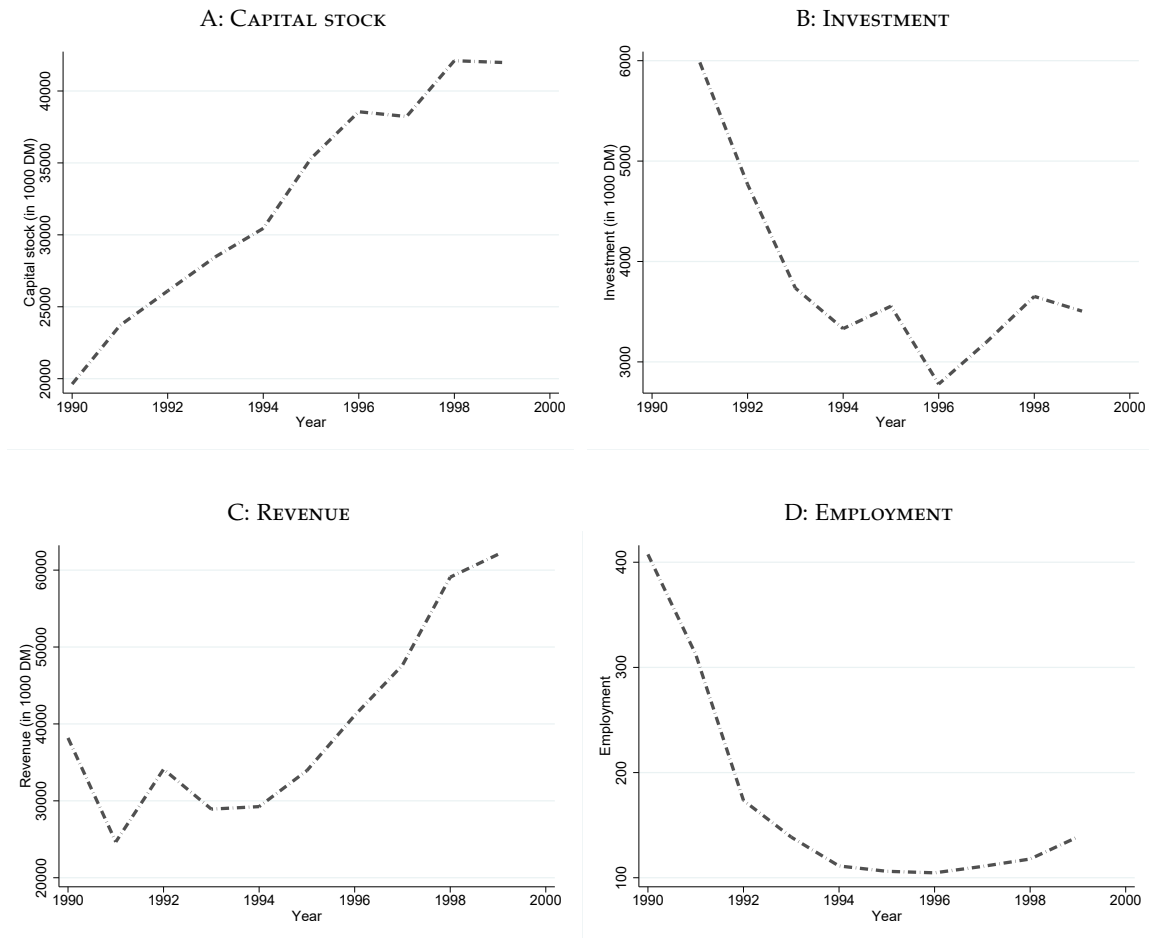 A: Capital stock
Capital stock (in 1000 DM)
40000
35000
30000
25000
20000
1990 1992 1994 1996 1998 2000
Year
B: Investment
Investment (in 1000 DM)
6000
5000
4000
3000
1990 1992 1994 1996 1998 2000
Year
C: Revenue
Revenue (in 1000 DM)
60000
50000
40000
30000
20000
1990 1992 1994 1996 1998 2000
Year
D: Employment
Employment
400
300
200
100
1990 1992 1994 1996 1998 2000
Year